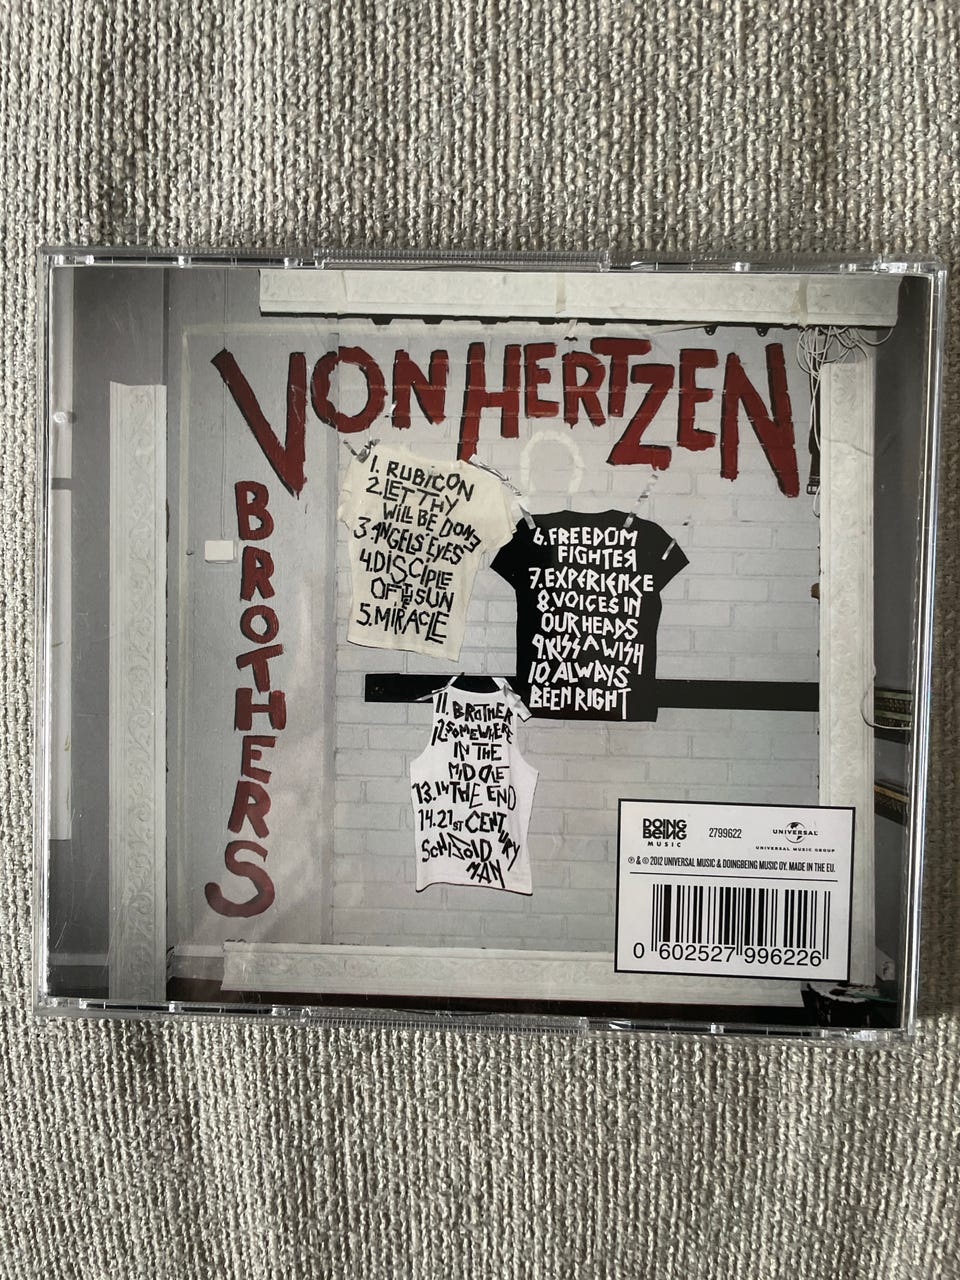 VON HERTZEN
BROTHERS
1. RUBICON
2. LET THY
WILL BE DONE
3. ANGELS' EYES
4. DISCIPLE
OF THE SUN
5. MIRACLE
6. FREEDOM
FIGHTER
7. EXPERIENCE
8. VOICES IN
OUR HEADS
9. KISS A WISH
10. ALWAYS
BEEN RIGHT
11. BROTHER
12. SOMEWHERE
IN THE
MIDDLE
13. IN THE END
14. 21ST CENTURY
SCHIZOID
MAN
DOING
BEING
MUSIC
2799622
UNIVERSAL
UNIVERSAL MUSIC GROUP
℗ & © 2012 UNIVERSAL MUSIC & DOINGBEING MUSIC OY. MADE IN THE EU.
0 602527 996226